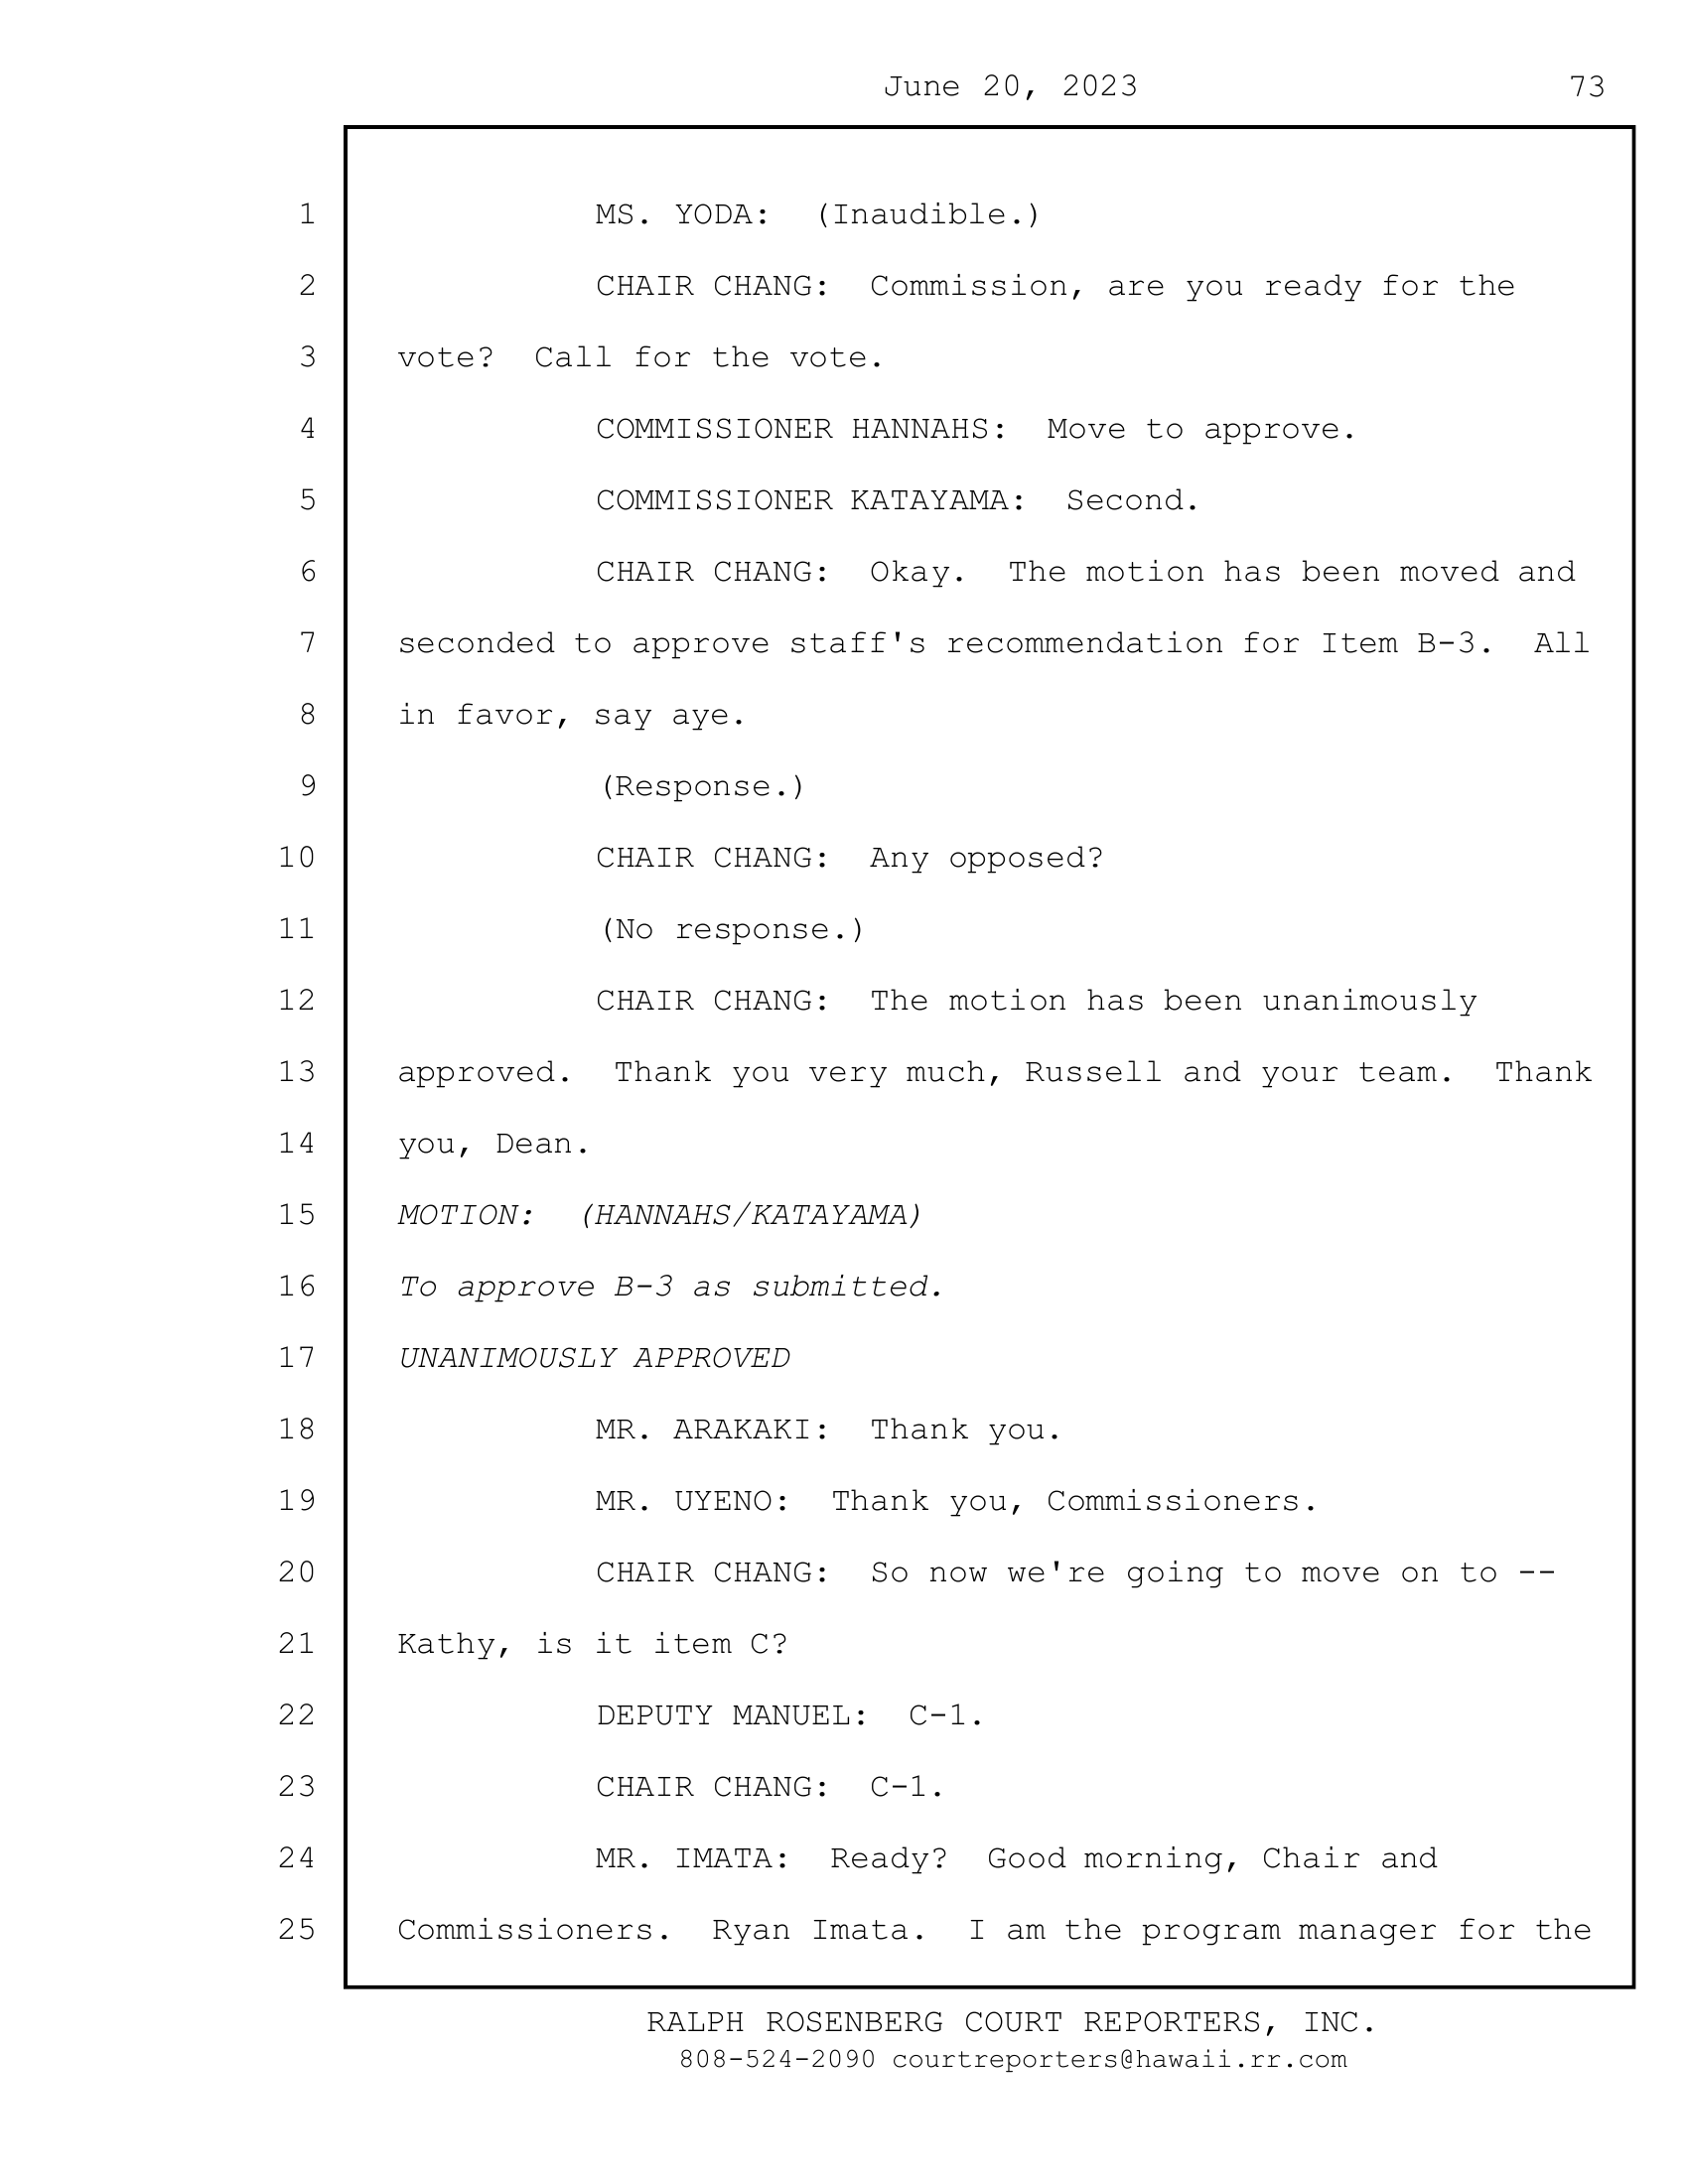 June 20, 2023 73
1 MS. YODA:  (Inaudible.)
2 CHAIR CHANG:  Commission, are you ready for the
3 vote?  Call for the vote.
4 COMMISSIONER HANNAHS:  Move to approve.
5 COMMISSIONER KATAYAMA:  Second.
6 CHAIR CHANG:  Okay.  The motion has been moved and
7 seconded to approve staff's recommendation for Item B-3.  All
8 in favor, say aye.
9 (Response.)
10 CHAIR CHANG:  Any opposed?
11 (No response.)
12 CHAIR CHANG:  The motion has been unanimously
13 approved.  Thank you very much, Russell and your team.  Thank
14 you, Dean.
15 MOTION:  (HANNAHS/KATAYAMA)
16 To approve B-3 as submitted.
17 UNANIMOUSLY APPROVED
18 MR. ARAKAKI:  Thank you.
19 MR. UYENO:  Thank you, Commissioners.
20 CHAIR CHANG:  So now we're going to move on to --
21 Kathy, is it item C?
22 DEPUTY MANUEL:  C-1.
23 CHAIR CHANG:  C-1.
24 MR. IMATA:  Ready?  Good morning, Chair and
25 Commissioners.  Ryan Imata.  I am the program manager for the
RALPH ROSENBERG COURT REPORTERS, INC.
808-524-2090 courtreporters@hawaii.rr.com